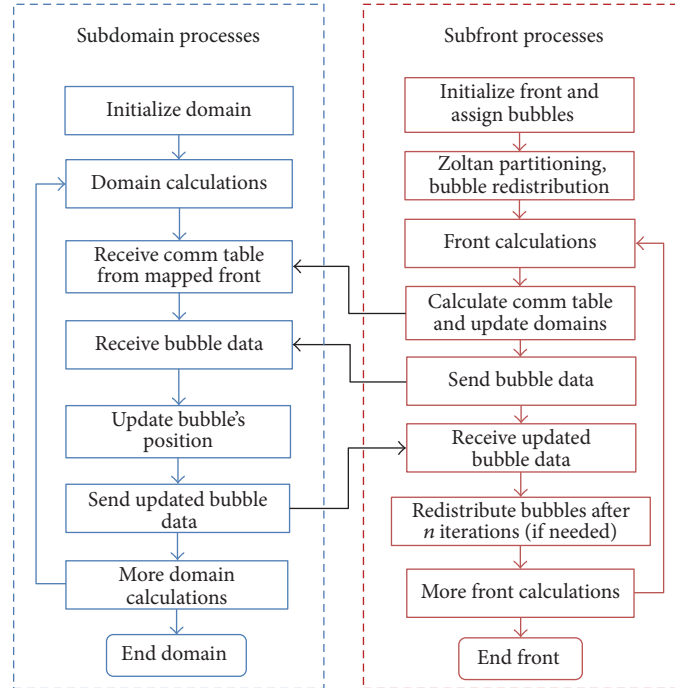 Subdomain processes
Initialize domain
Domain calculations
Receive comm table
from mapped front
Receive bubble data
Update bubble's
position
Send updated bubble
data
More domain
calculations
End domain
Subfront processes
Initialize front and
assign bubbles
Zoltan partitioning,
bubble redistribution
Front calculations
Calculate comm table
and update domains
Send bubble data
Receive updated
bubble data
Redistribute bubbles after
n iterations (if needed)
More front calculations
End front